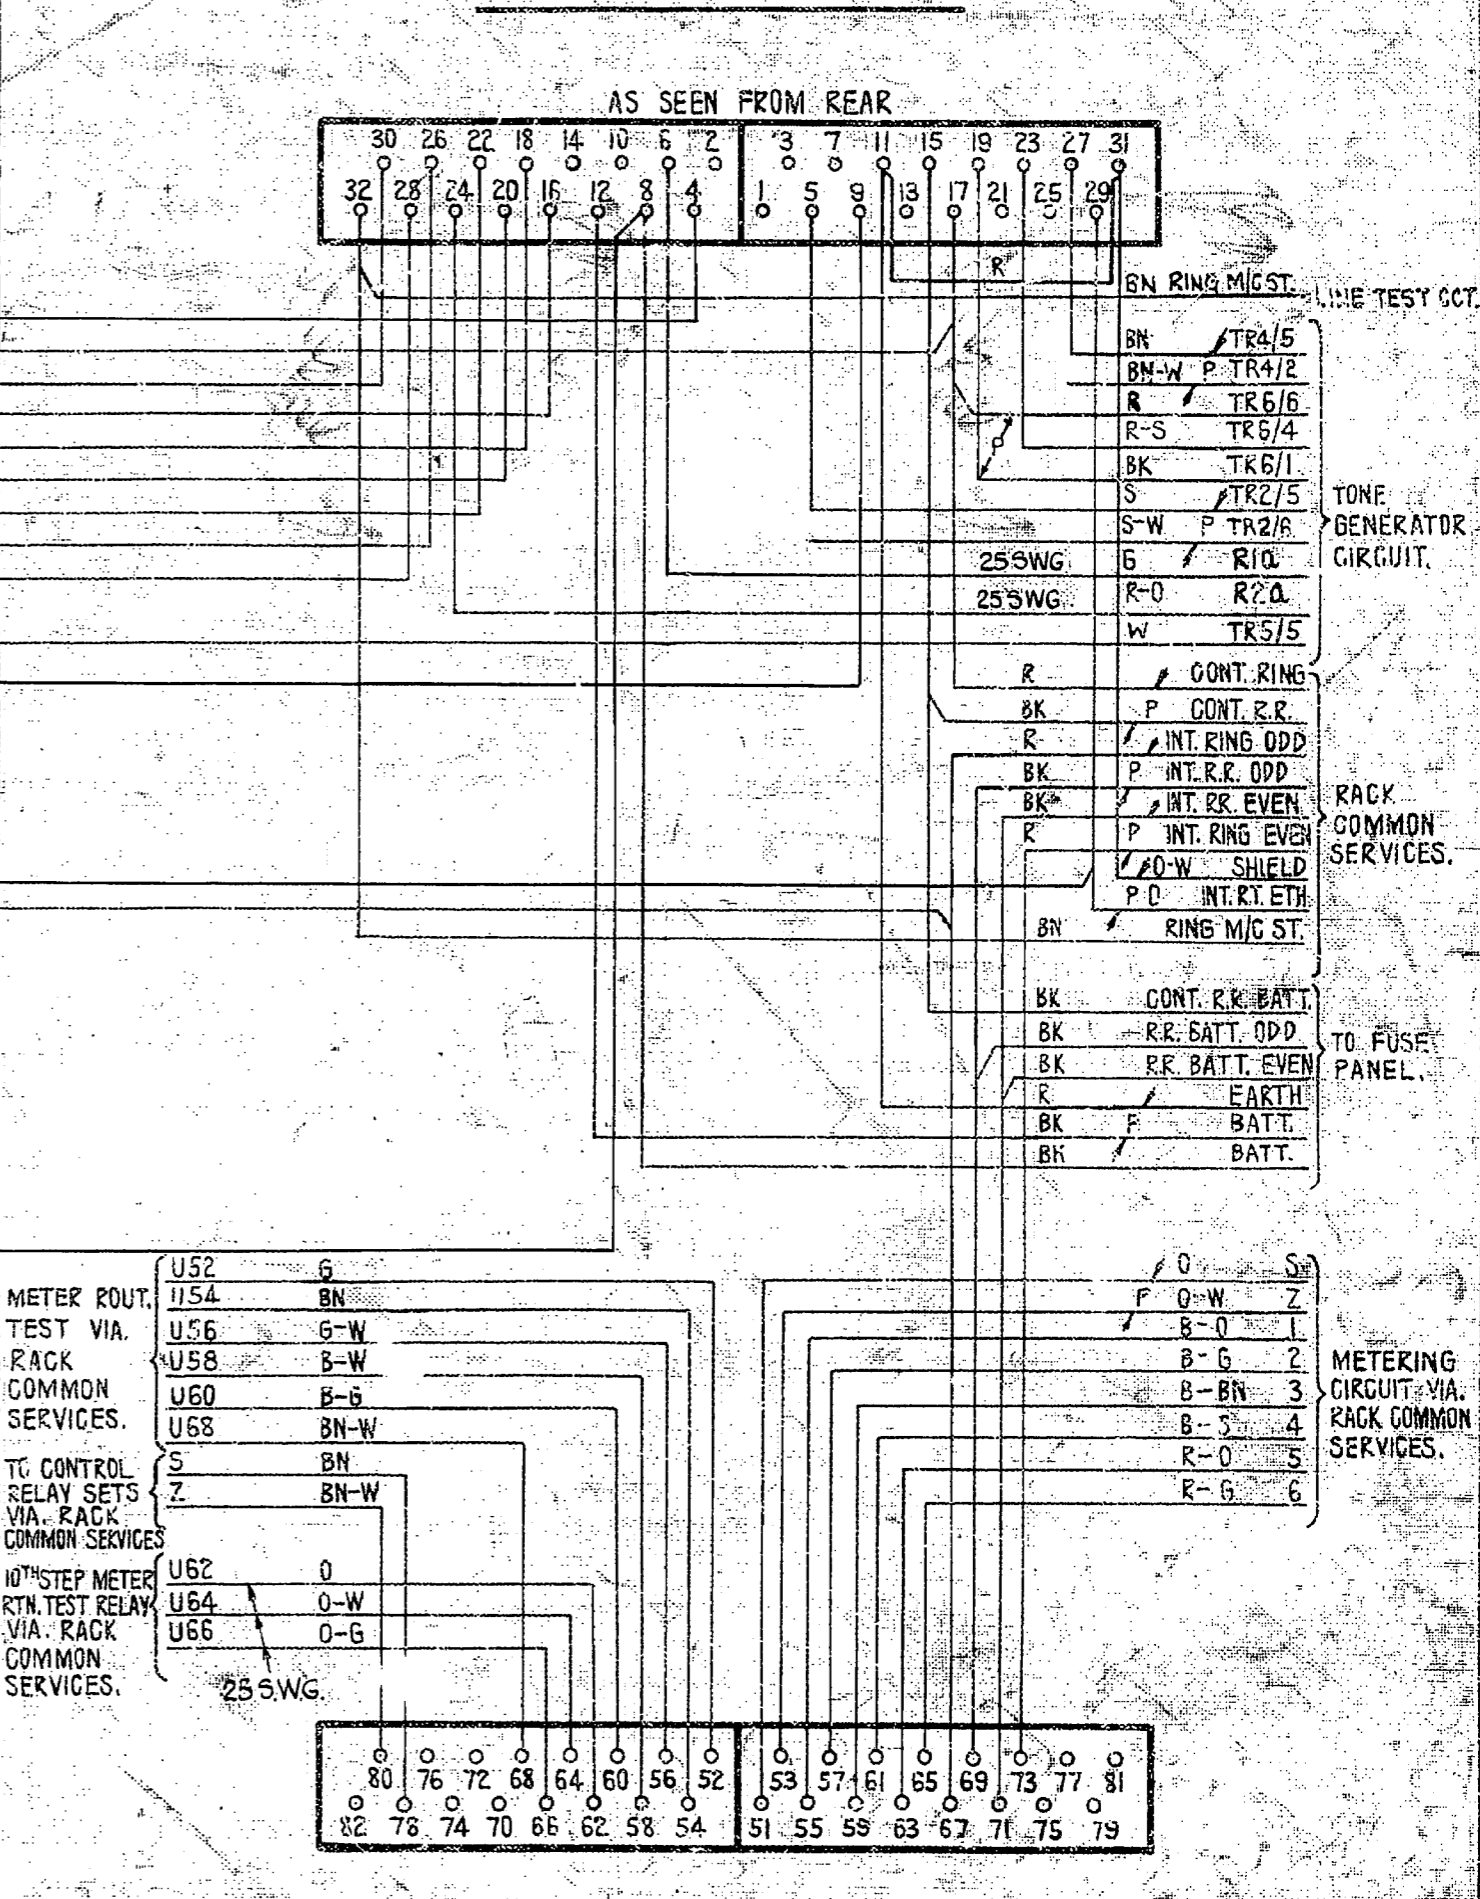 AS SEEN FROM REAR
30 26 22 18 14 10 6 2 3 7 11 15 19 23 27 31
32 28 24 20 16 12 8 4 1 5 9 13 17 21 25 29
R
BN RING M/C ST.
LINE TEST CCT.
BN TR4/5
BN-W P TR4/2
R TR6/6
R-S TR6/4
P
BK TR6/1
S TR2/5
S-W P TR2/6
25 SWG G R1a
25 SWG R-O R2a
W TR5/5
TONE
GENERATOR
CIRCUIT.
R CONT. RING
BK P CONT. R.R.
R INT. RING ODD
BK P INT. R.R. ODD
BK INT. RR. EVEN
R P INT. RING EVEN
O-W SHIELD
P O INT. R.T. ETH
BN RING M/C ST.
RACK
COMMON
SERVICES.
BK CONT. R.R. BATT.
BK R.R. BATT. ODD
BK R.R. BATT. EVEN
R EARTH
BK P BATT.
BK BATT.
TO FUSE
PANEL.
METER ROUT.
TEST VIA.
RACK
COMMON
SERVICES.
U52 G
U54 BN
U56 G-W
U58 B-W
U60 B-G
U68 BN-W
TO CONTROL
RELAY SETS
VIA. RACK
COMMON SERVICES
S BN
Z BN-W
10TH STEP METER
RTN. TEST RELAY
VIA. RACK
COMMON
SERVICES.
U62 O
U64 O-W
U66 O-G
25 S.W.G.
O S
P O-W Z
B-O 1
B-G 2
B-BN 3
B-S 4
R-O 5
R-G 6
METERING
CIRCUIT VIA.
RACK COMMON
SERVICES.
80 76 72 68 64 60 56 52 53 57 61 65 69 73 77 81
82 78 74 70 66 62 58 54 51 55 59 63 67 71 75 79